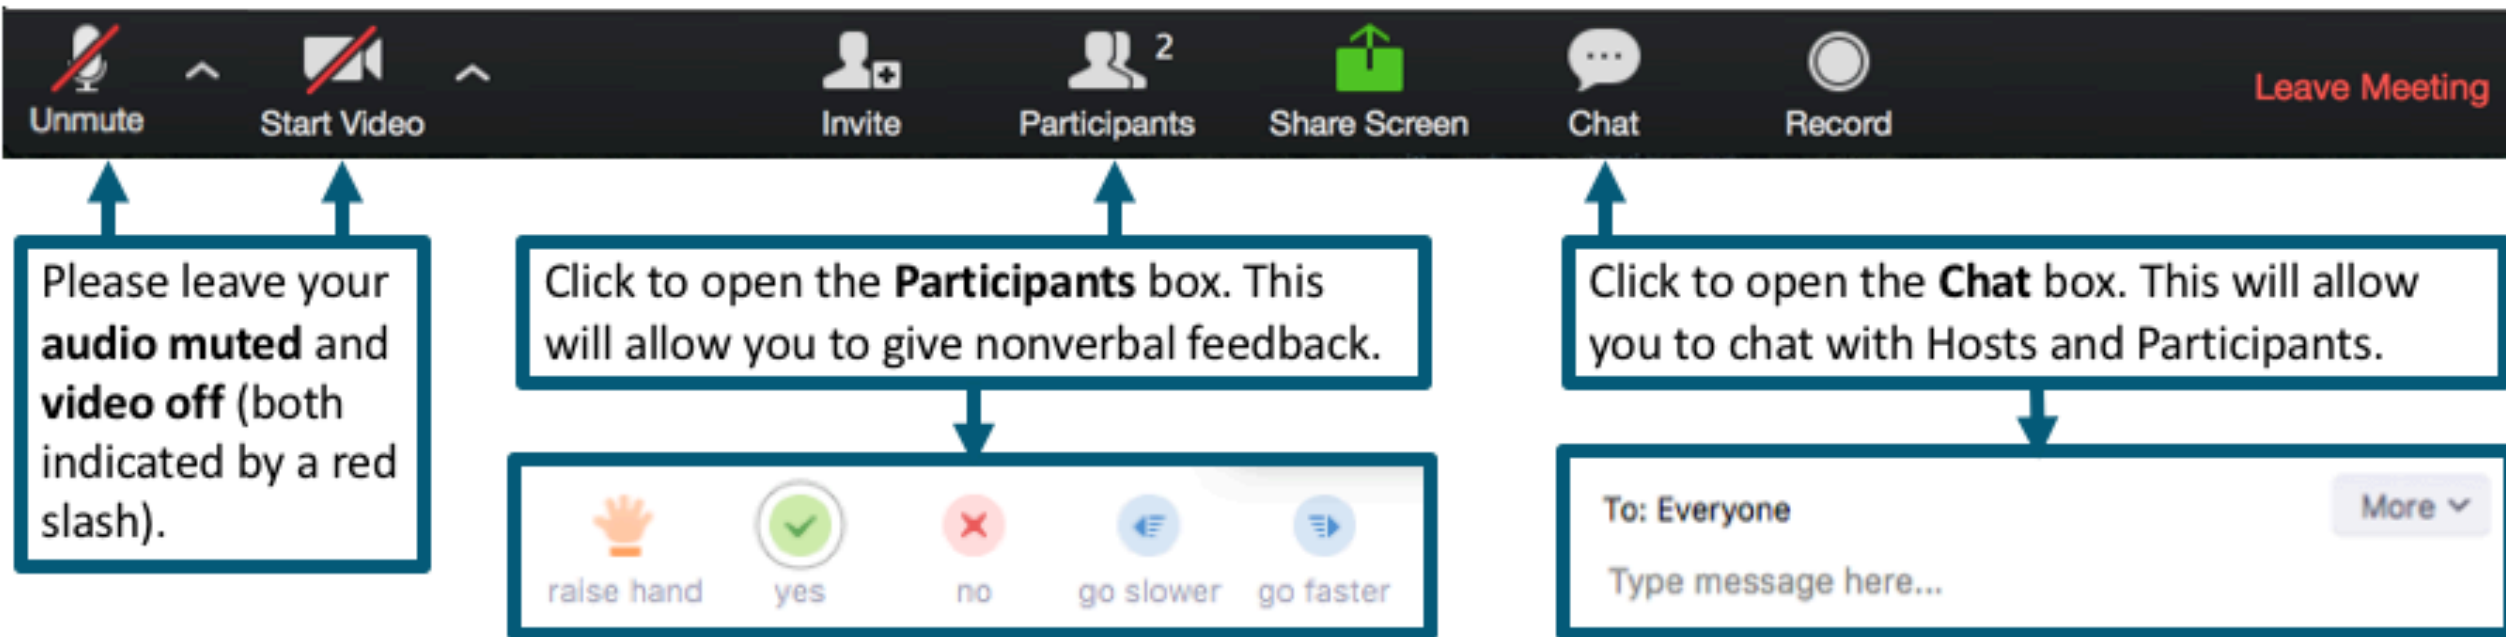 Unmute
Start Video
Invite
Participants
2
Share Screen
Chat
Record
Leave Meeting
Please leave your
audio muted and
video off (both
indicated by a red
slash).
Click to open the Participants box. This
will allow you to give nonverbal feedback.
raise hand
yes
no
go slower
go faster
Click to open the Chat box. This will allow
you to chat with Hosts and Participants.
To: Everyone
More
Type message here...